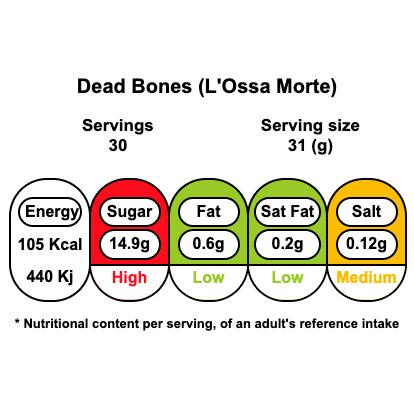 Dead Bones (L'Ossa Morte)
Servings
30
Serving size
31 (g)
Energy Sugar Fat Sat Fat Salt
105 Kcal 14.9g 0.6g 0.2g 0.12g
440 Kj High Low Low Medium
* Nutritional content per serving, of an adult's reference intake